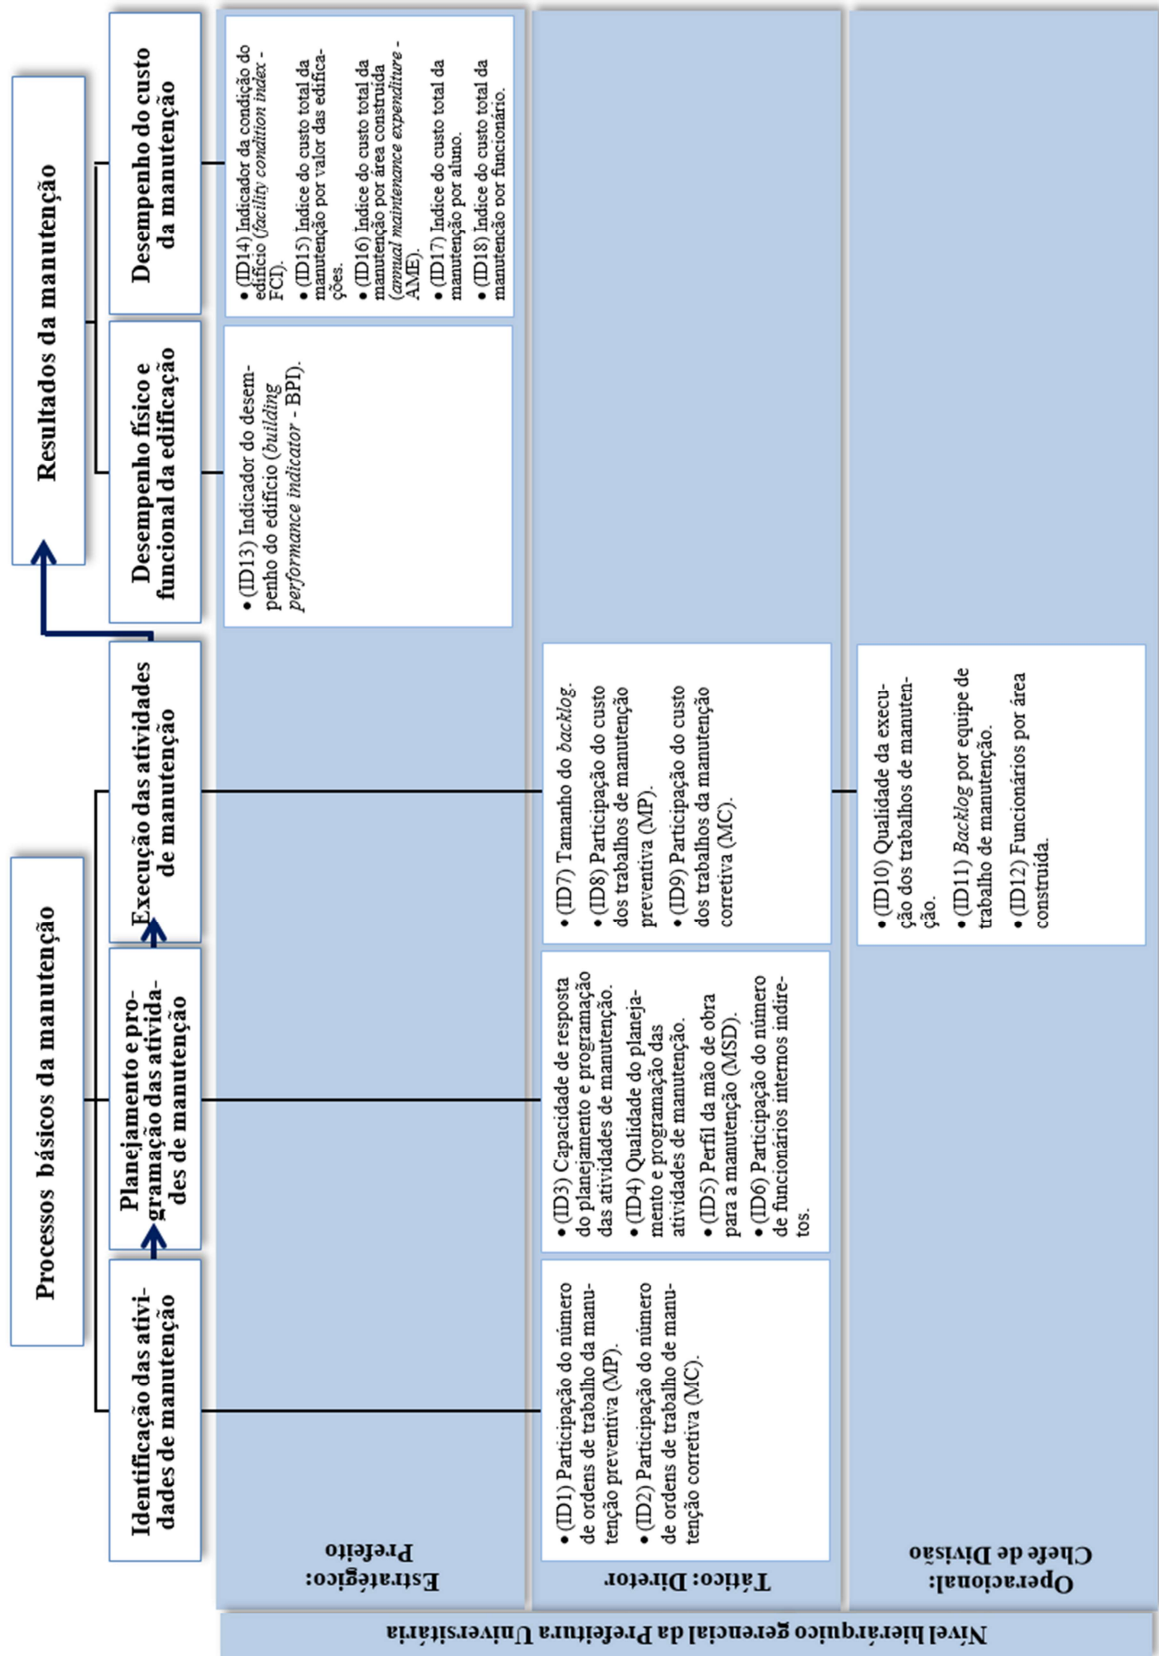 Processos básicos da manutenção
Resultados da manutenção
Identificação das ativi-
dades de manutenção
Planejamento e pro-
gramação das ativida-
des de manutenção
Execução das atividades
de manutenção
Desempenho físico e
funcional da edificação
Desempenho do custo
da manutenção
Nível hierárquico gerencial da Prefeitura Universitária
Estratégico:
Prefeito
• (ID13) Indicador do desem-
penho do edifício (building
performance indicator - BPI).
• (ID14) Indicador da condição do
edifício (facility condition index -
FCI).
• (ID15) Indice do custo total da
manutenção por valor das edifica-
ções.
• (ID16) Indice do custo total da
manutenção por área construída
(annual maintenance expenditure -
AME).
• (ID17) Indice do custo total da
manutenção por aluno.
• (ID18) Indice do custo total da
manutenção por funcionário.
Tático: Diretor
• (ID1) Participação do número
de ordens de trabalho da manu-
tenção preventiva (MP).
• (ID2) Participação do número
de ordens de trabalho de manu-
tenção corretiva (MC).
• (ID3) Capacidade de resposta
do planejamento e programação
das atividades de manutenção.
• (ID4) Qualidade do planeja-
mento e programação das
atividades de manutenção.
• (ID5) Perfil da mão de obra
para a manutenção (MSD).
• (ID6) Participação do número
de funcionários internos indire-
tos.
• (ID7) Tamanho do backlog.
• (ID8) Participação do custo
dos trabalhos de manutenção
preventiva (MP).
• (ID9) Participação do custo
dos trabalhos da manutenção
corretiva (MC).
Operacional:
Chefe de Divisão
• (ID10) Qualidade da execu-
ção dos trabalhos de manuten-
ção.
• (ID11) Backlog por equipe de
trabalho de manutenção.
• (ID12) Funcionários por área
construída.